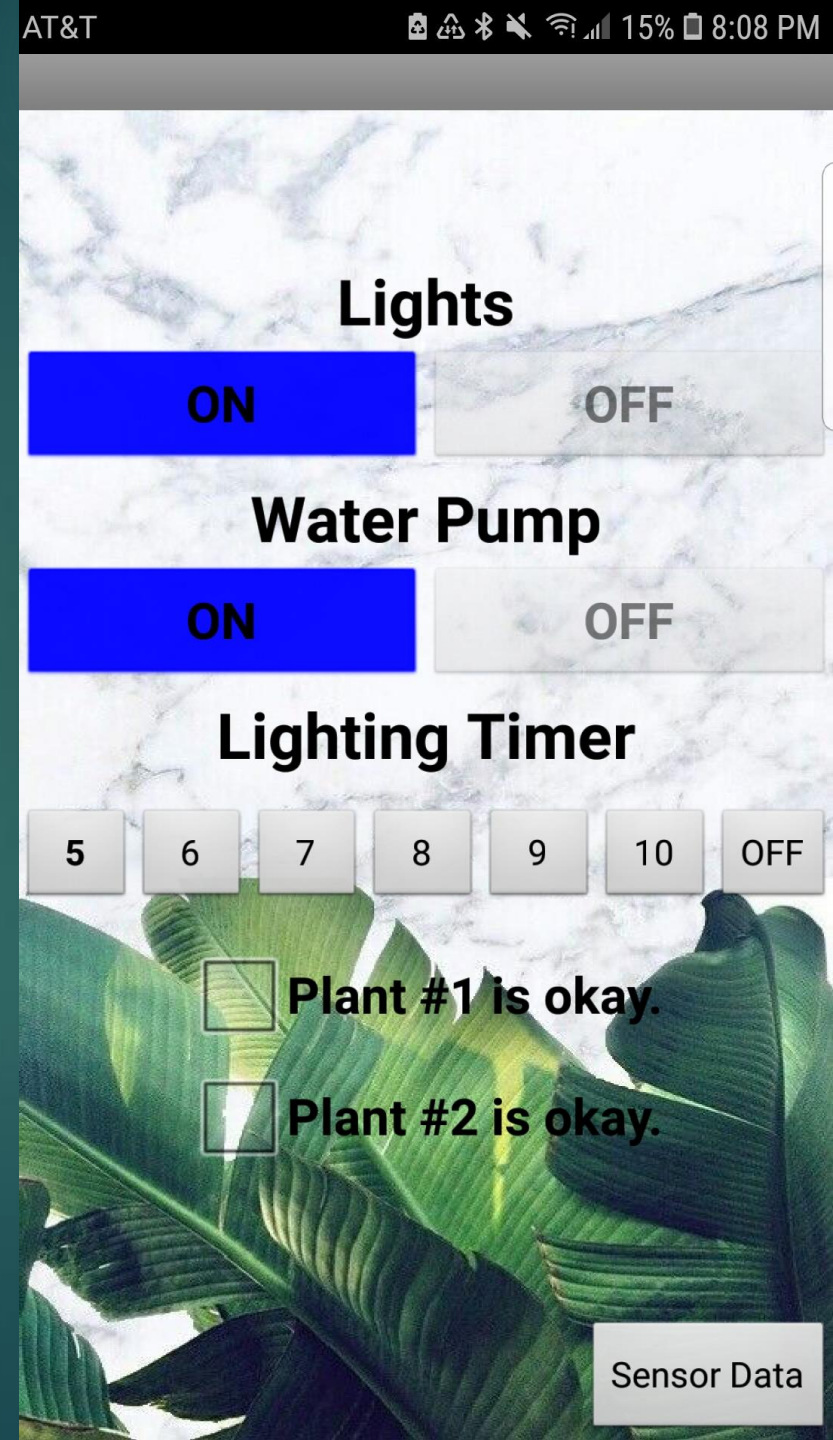 AT&T 15% 8:08 PM
Lights
ON OFF
Water Pump
ON OFF
Lighting Timer
5 6 7 8 9 10 OFF
Plant #1 is okay.
Plant #2 is okay.
Sensor Data